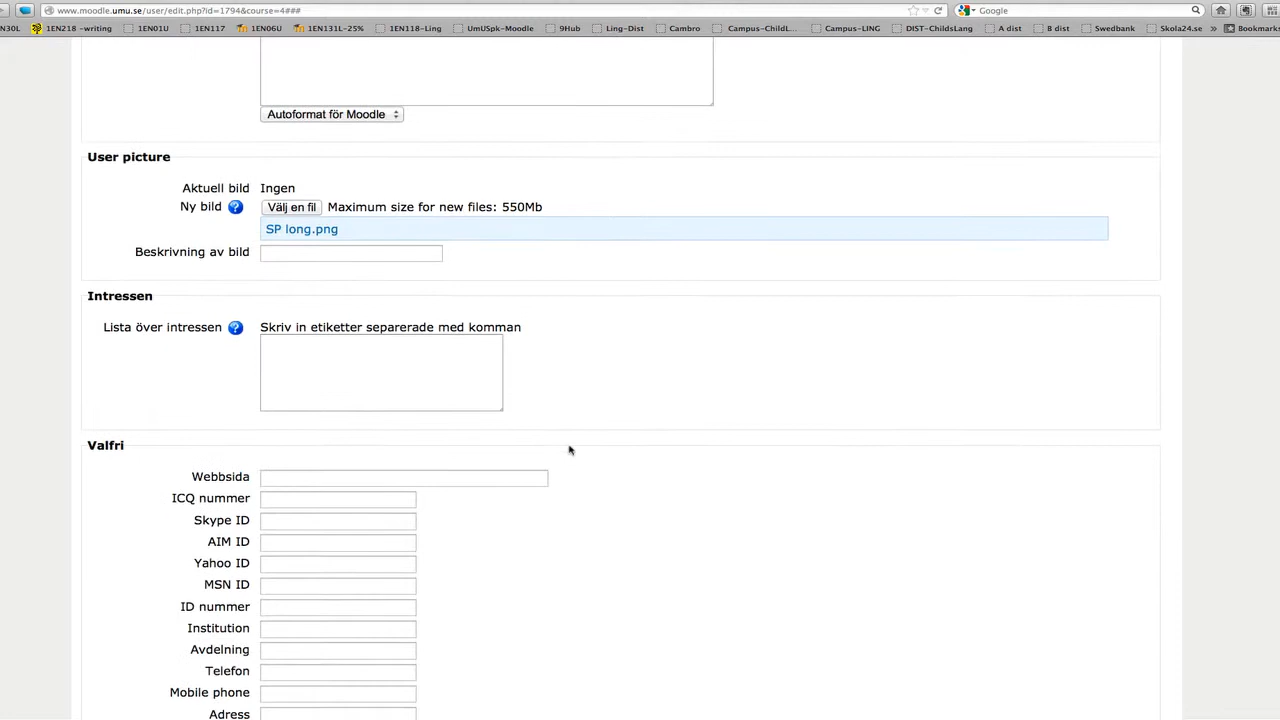 www.moodle.umu.se/user/edit.php?id=1794&course=4###
Google
EN30L 1EN218 -writing 1EN01U 1EN117 1EN06U 1EN131L-25% 1EN118-Ling UmUSpk-Moodle 9Hub Ling-Dist Cambro Campus-ChildL... Campus-LING DIST-ChildsLang A dist B dist Swedbank Skola24.se » Bookmarks
Autoformat för Moodle
User picture
Aktuell bild Ingen
Ny bild ? Välj en fil Maximum size for new files: 550Mb
SP long.png
Beskrivning av bild
Intressen
Lista över intressen ? Skriv in etiketter separerade med komman
Valfri
Webbsida
ICQ nummer
Skype ID
AIM ID
Yahoo ID
MSN ID
ID nummer
Institution
Avdelning
Telefon
Mobile phone
Adress